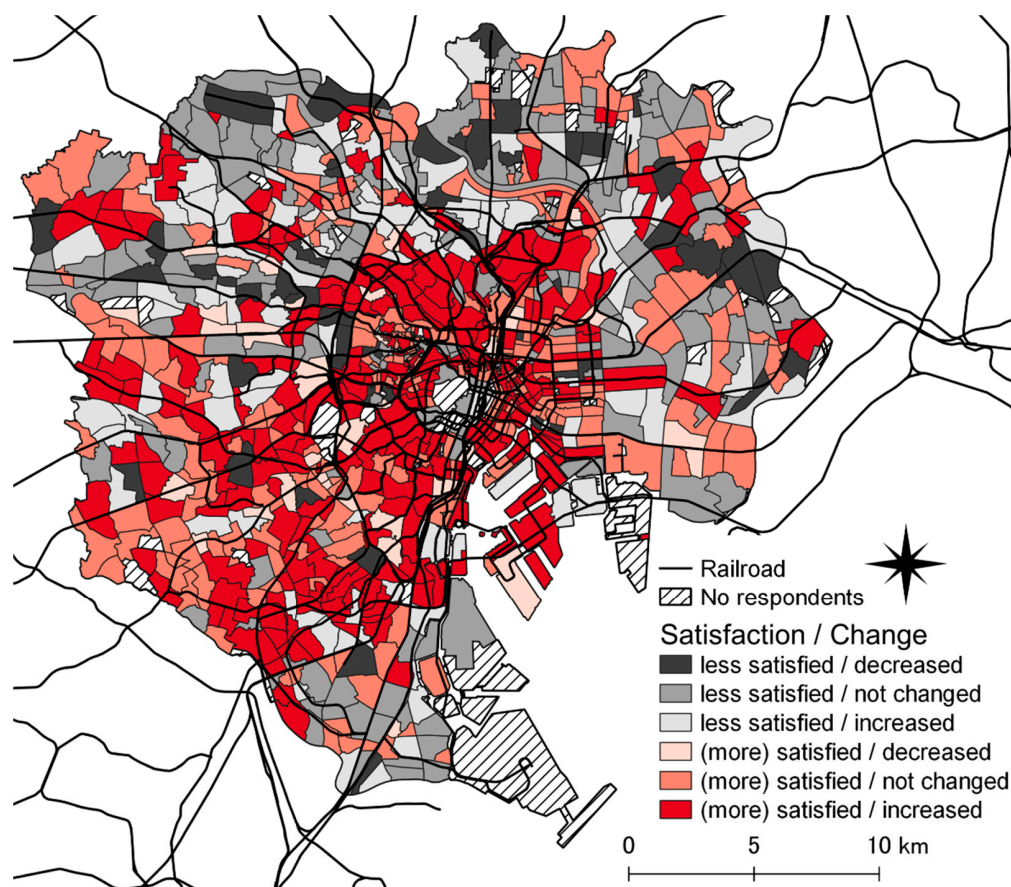 Railroad
No respondents
Satisfaction / Change
less satisfied / decreased
less satisfied / not changed
less satisfied / increased
(more) satisfied / decreased
(more) satisfied / not changed
(more) satisfied / increased
0 5 10 km